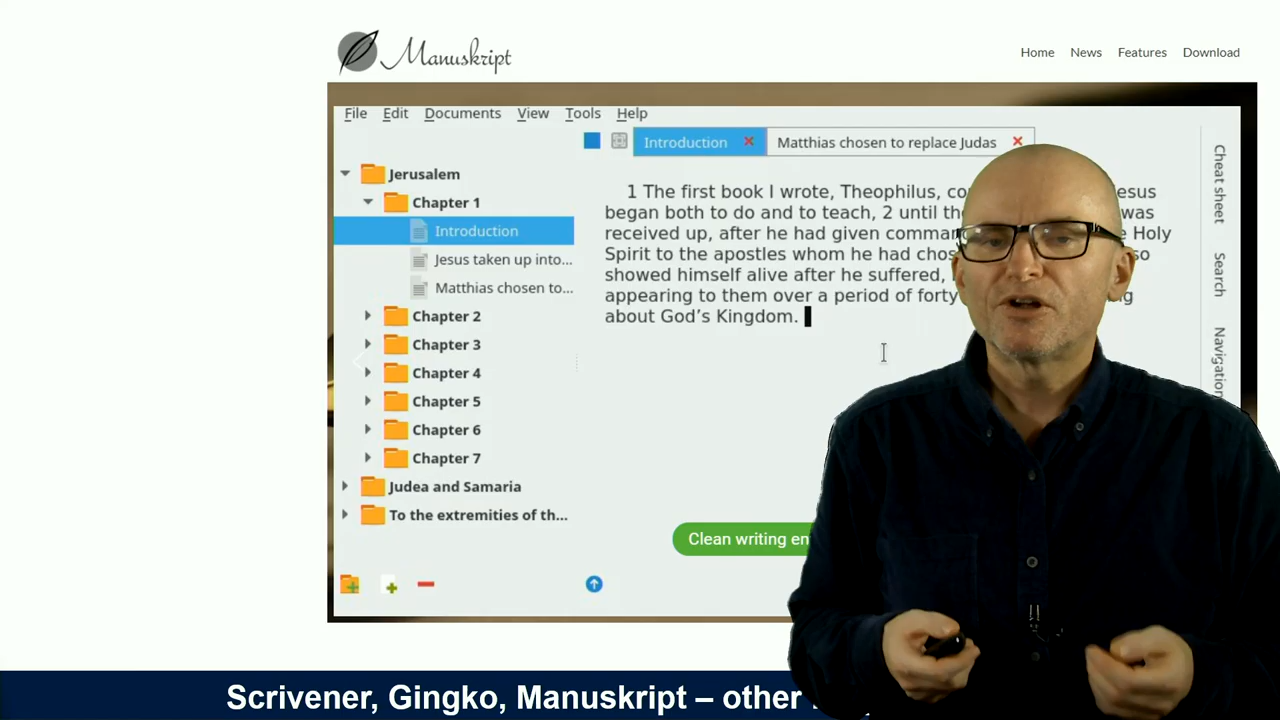 Manuskript
Home News Features Download
File Edit Documents View Tools Help
Introduction Matthias chosen to replace Judas
Jerusalem
Chapter 1
Introduction
Jesus taken up into...
Matthias chosen to...
Chapter 2
Chapter 3
Chapter 4
Chapter 5
Chapter 6
Chapter 7
Judea and Samaria
To the extremities of th...
1 The first book I wrote, Theophilus,
began both to do and to teach, 2 until was
received up, after he had given Holy
Spirit to the apostles whom he had
showed himself alive after he suffered,
appearing to them over a period of
about God's Kingdom.
Cheat sheet
Search
Navigation
Clean writing
Scrivener, Gingko, Manuskript – other